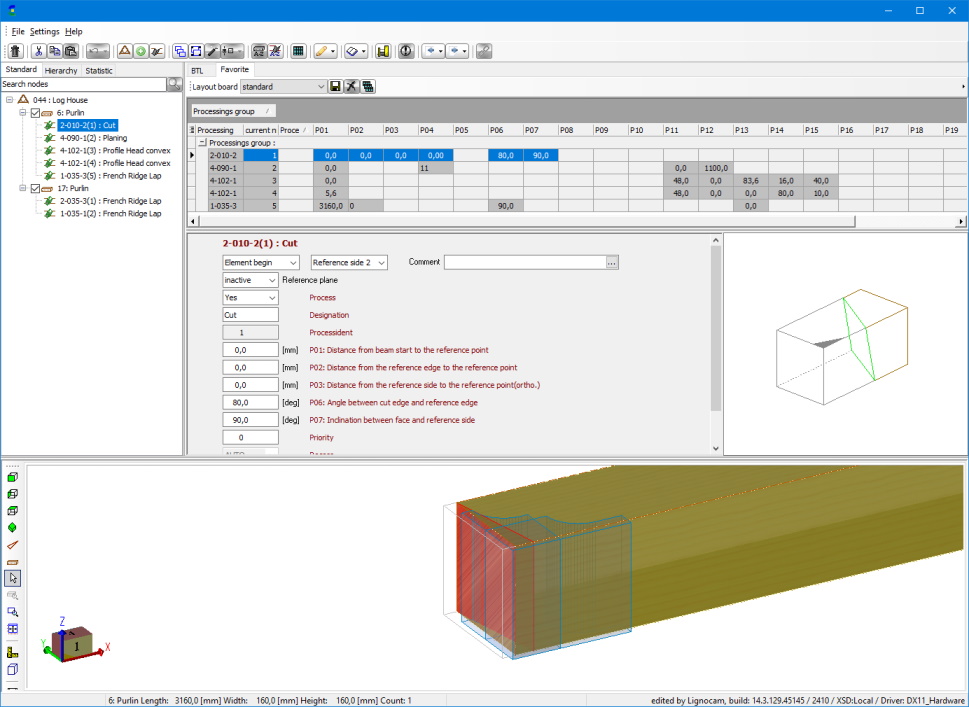 File Settings Help
Standard Hierarchy Statistic
Search nodes
044 : Log House
6: Purlin
2-010-2(1) : Cut
4-090-1(2) : Planing
4-102-1(3) : Profile Head convex
4-102-1(4) : Profile Head convex
1-035-3(5) : French Ridge Lap
17: Purlin
2-035-3(1) : French Ridge Lap
1-035-1(2) : French Ridge Lap
BTL Favorite
Layout board standard
Processings group /
Processing current n Proce / P01 P02 P03 P04 P05 P06 P07 P08 P09 P10 P11 P12 P13 P14 P15 P16 P17 P18 P19
Processings group :
2-010-2 1 0,0 0,0 0,0 0,00 80,0 90,0
4-090-1 2 0,0 11 0,0 1100,0
4-102-1 3 0,0 48,0 0,0 83,6 16,0 40,0
4-102-1 4 5,6 48,0 0,0 0,0 80,0 10,0
1-035-3 5 3160,0 0 90,0 0,0
2-010-2(1) : Cut
Element begin Reference side 2 Comment ...
inactive Reference plane
Yes Process
Cut Designation
1 Processident
0,0 [mm] P01: Distance from beam start to the reference point
0,0 [mm] P02: Distance from the reference edge to the reference point
0,0 [mm] P03: Distance from the reference side to the reference point(ortho.)
80,0 [deg] P06: Angle between cut edge and reference edge
90,0 [deg] P07: Inclination between face and reference side
0 Priority
Z
Y
1
X
6: Purlin Length: 3160,0 [mm] Width: 160,0 [mm] Height: 160,0 [mm] Count: 1
edited by Lignocam, build: 14.3.129.45145 / 2410 / XSD:Local / Driver: DX11_Hardware